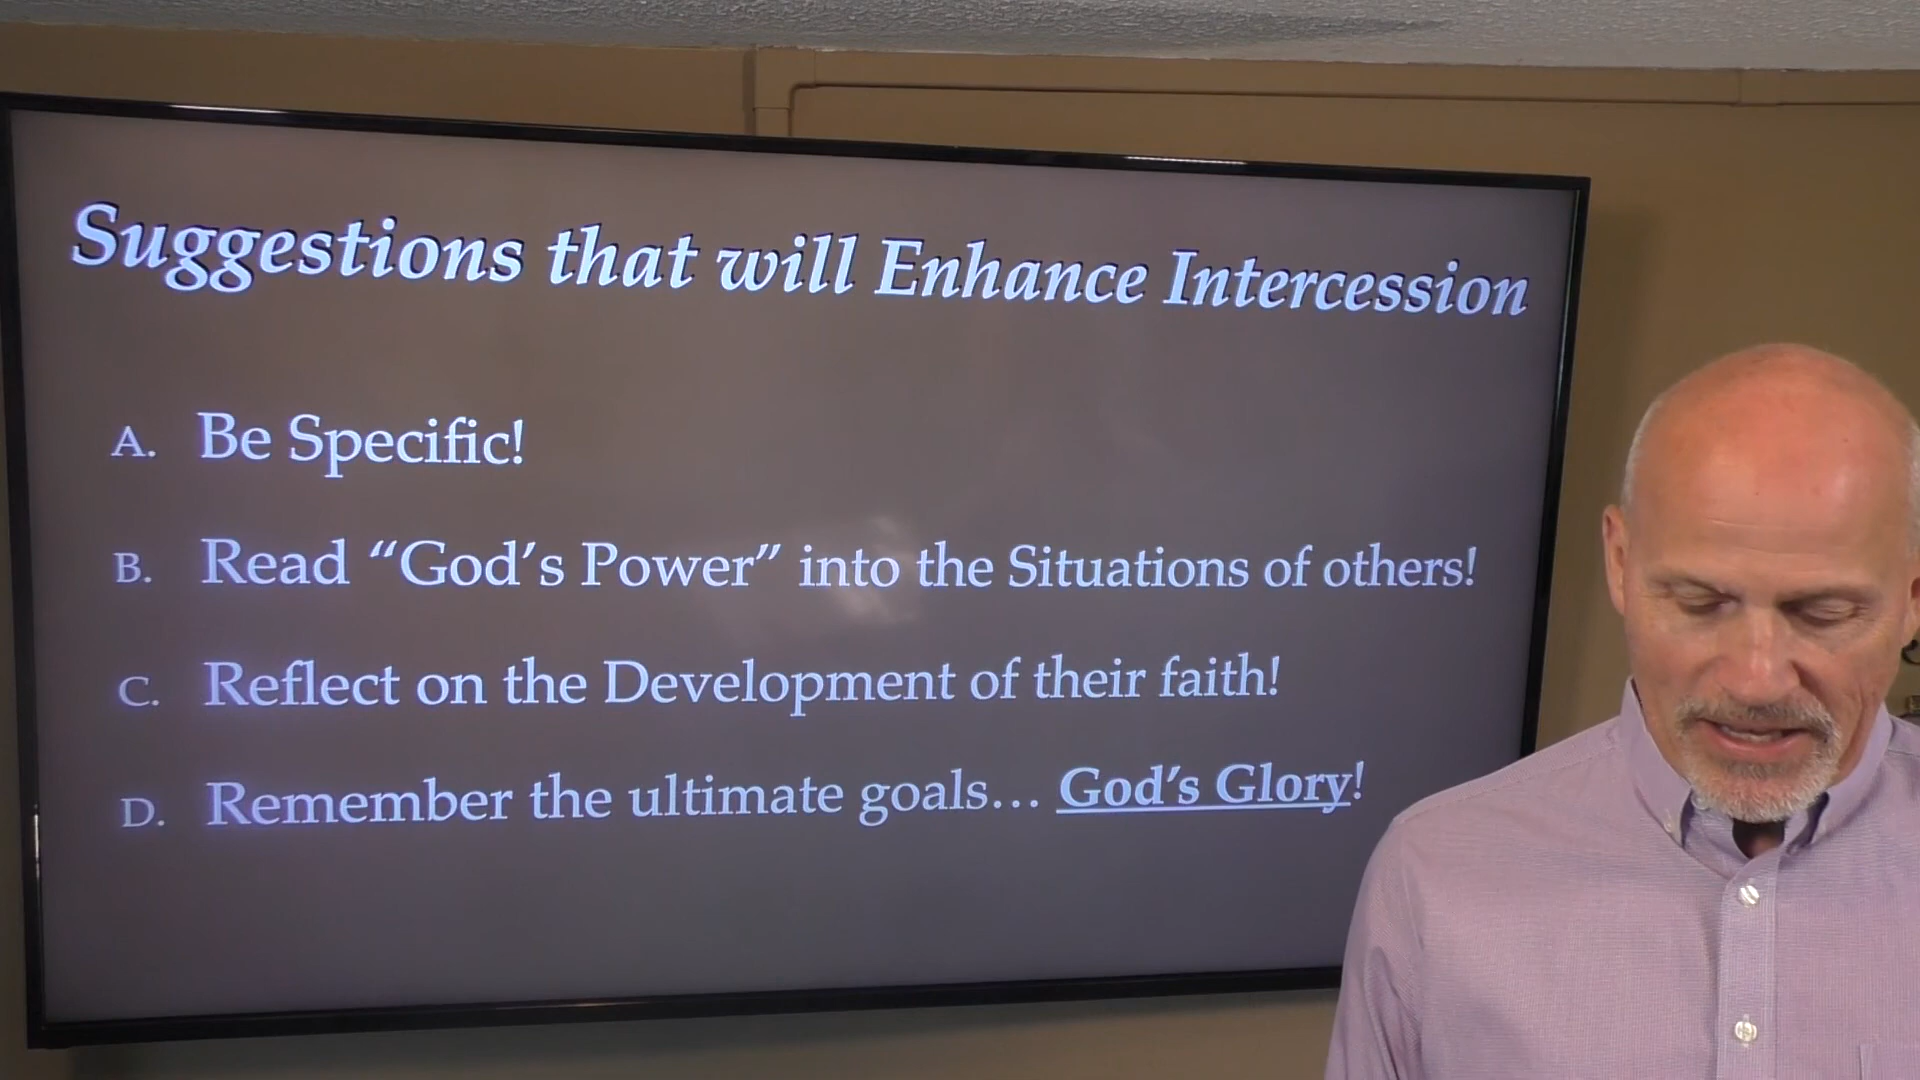 Suggestions that will Enhance Intercession
A. Be Specific!
B. Read “God’s Power” into the Situations of others!
C. Reflect on the Development of their faith!
D. Remember the ultimate goals... God’s Glory!